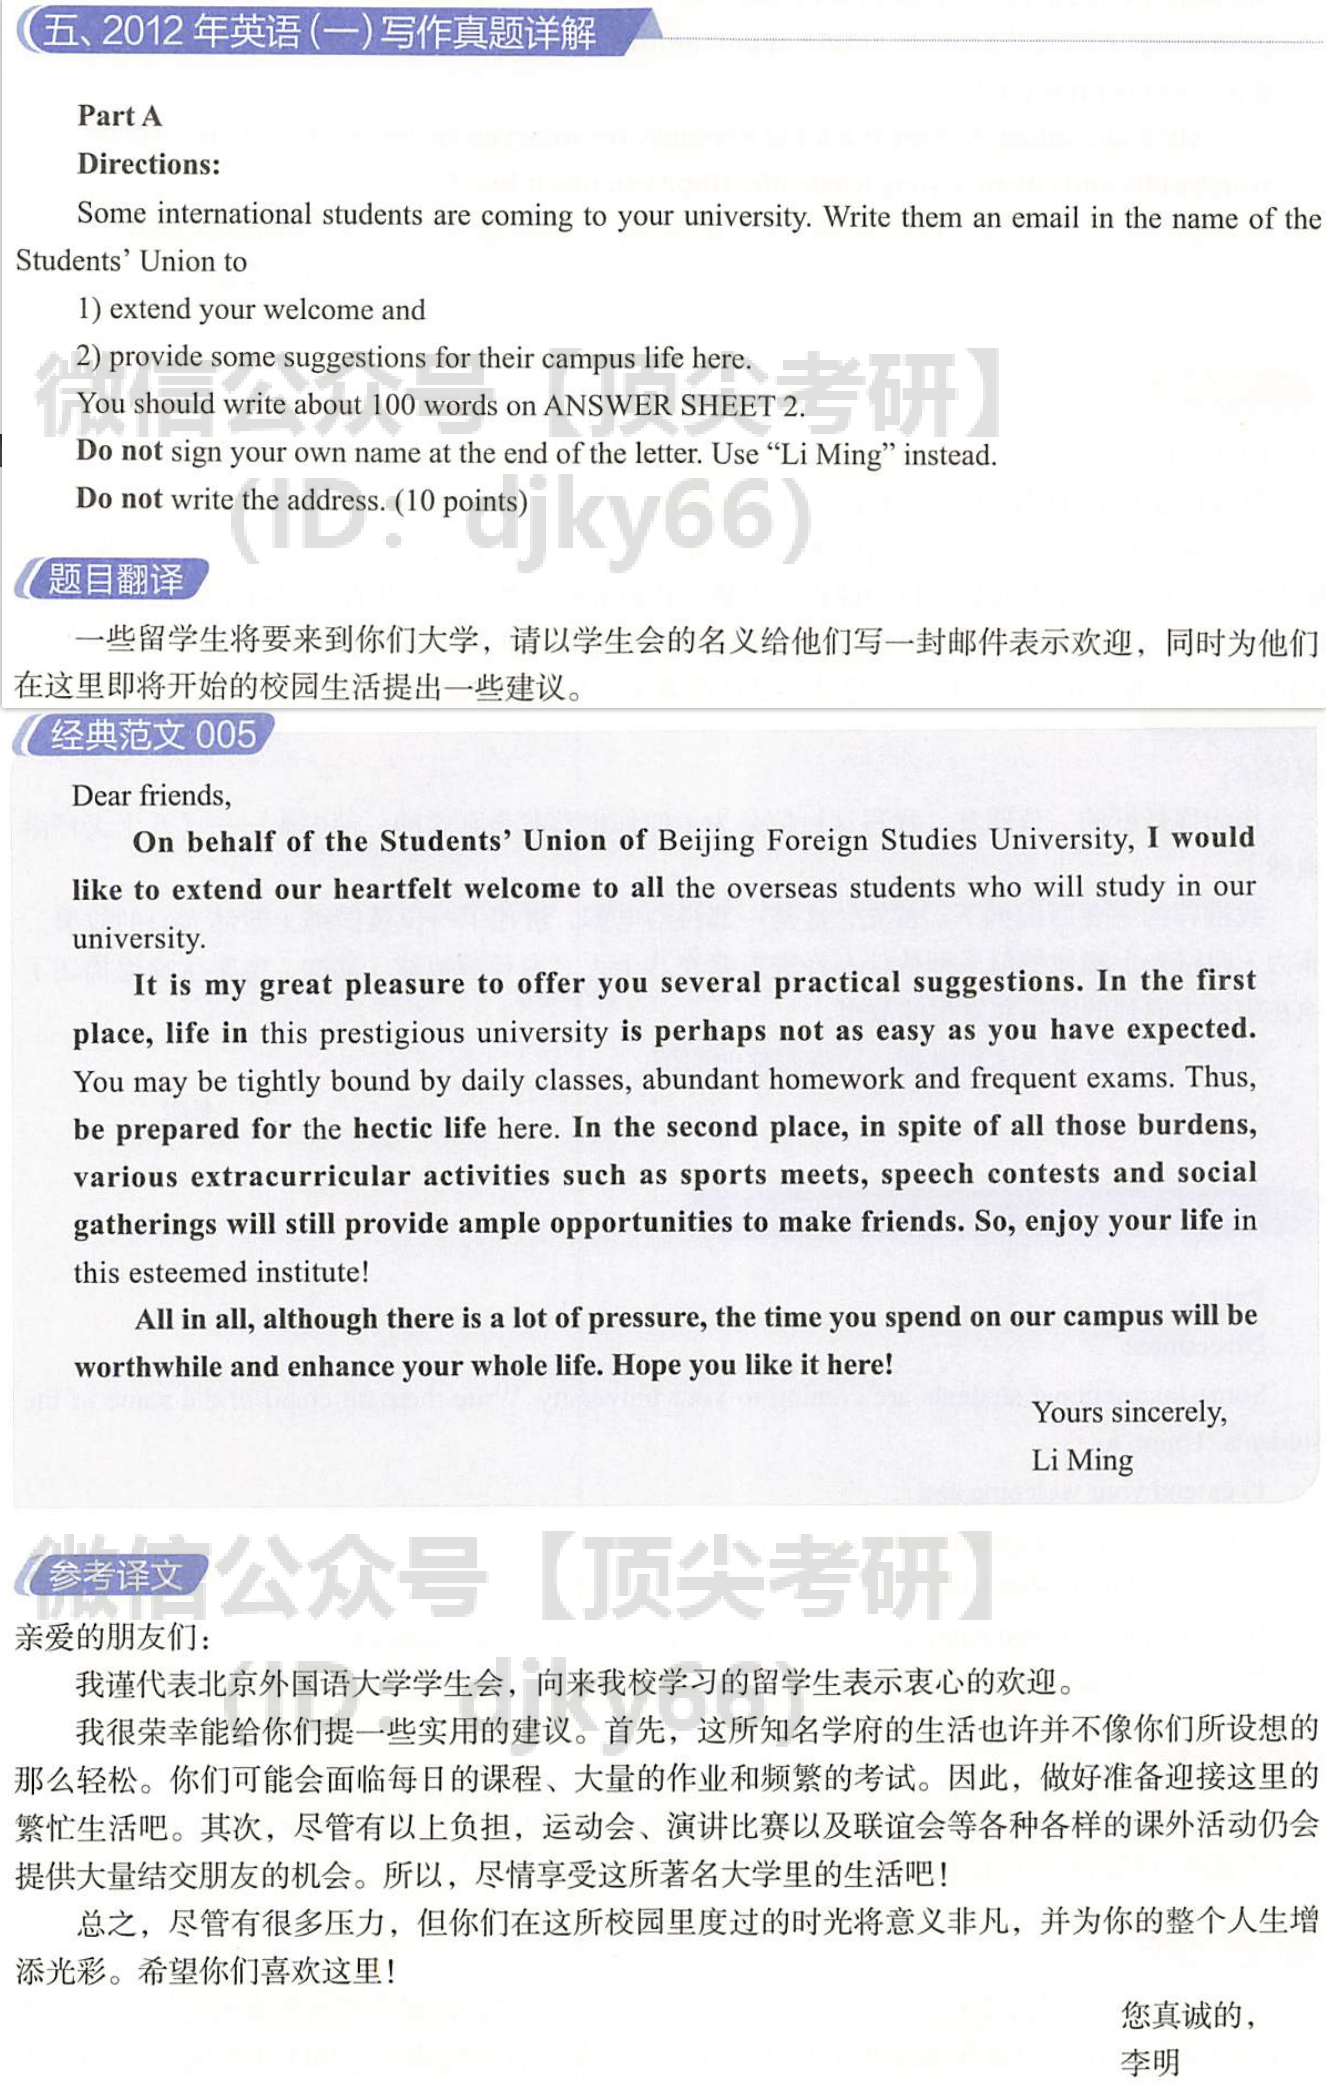 五、2012 年英语（一）写作真题详解
Part A
Directions:
Some international students are coming to your university. Write them an email in the name of the
Students’ Union to
1) extend your welcome and
2) provide some suggestions for their campus life here.
微信公众号【顶尖考研】
You should write about 100 words on ANSWER SHEET 2.
Do not sign your own name at the end of the letter. Use “Li Ming” instead.
Do not write the address. (10 points)
(ID: djky66)
题目翻译
一些留学生将要来到你们大学，请以学生会的名义给他们写一封邮件表示欢迎，同时为他们
在这里即将开始的校园生活提出一些建议。
经典范文 005
Dear friends,
On behalf of the Students’ Union of Beijing Foreign Studies University, I would
like to extend our heartfelt welcome to all the overseas students who will study in our
university.
It is my great pleasure to offer you several practical suggestions. In the first
place, life in this prestigious university is perhaps not as easy as you have expected.
You may be tightly bound by daily classes, abundant homework and frequent exams. Thus,
be prepared for the hectic life here. In the second place, in spite of all those burdens,
various extracurricular activities such as sports meets, speech contests and social
gatherings will still provide ample opportunities to make friends. So, enjoy your life in
this esteemed institute!
All in all, although there is a lot of pressure, the time you spend on our campus will be
worthwhile and enhance your whole life. Hope you like it here!
Yours sincerely,
Li Ming
微信公众号【顶尖考研】
参考译文
亲爱的朋友们：
我谨代表北京外国语大学学生会，向来我校学习的留学生表示衷心的欢迎。
(ID: djky66)
我很荣幸能给你们提一些实用的建议。首先，这所知名学府的生活也许并不像你们所设想的
那么轻松。你们可能会面临每日的课程、大量的作业和频繁的考试。因此，做好准备迎接这里的
繁忙生活吧。其次，尽管有以上负担，运动会、演讲比赛以及联谊会等各种各样的课外活动仍会
提供大量结交朋友的机会。所以，尽情享受这所著名大学里的生活吧！
总之，尽管有很多压力，但你们在这所校园里度过的时光将意义非凡，并为你的整个人生增
添光彩。希望你们喜欢这里！
您真诚的，
李明